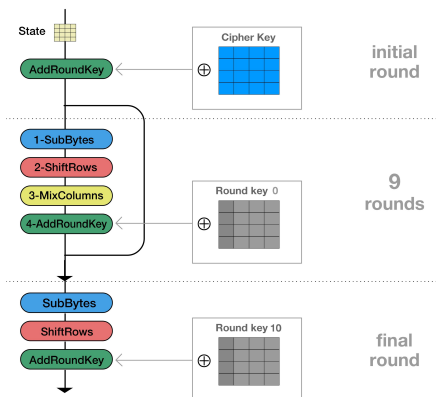 State
Cipher Key
AddRoundKey
⊕
initial
round
1-SubBytes
2-ShiftRows
3-MixColumns
4-AddRoundKey
Round key 0
⊕
9
rounds
SubBytes
ShiftRows
AddRoundKey
Round key 10
⊕
final
round